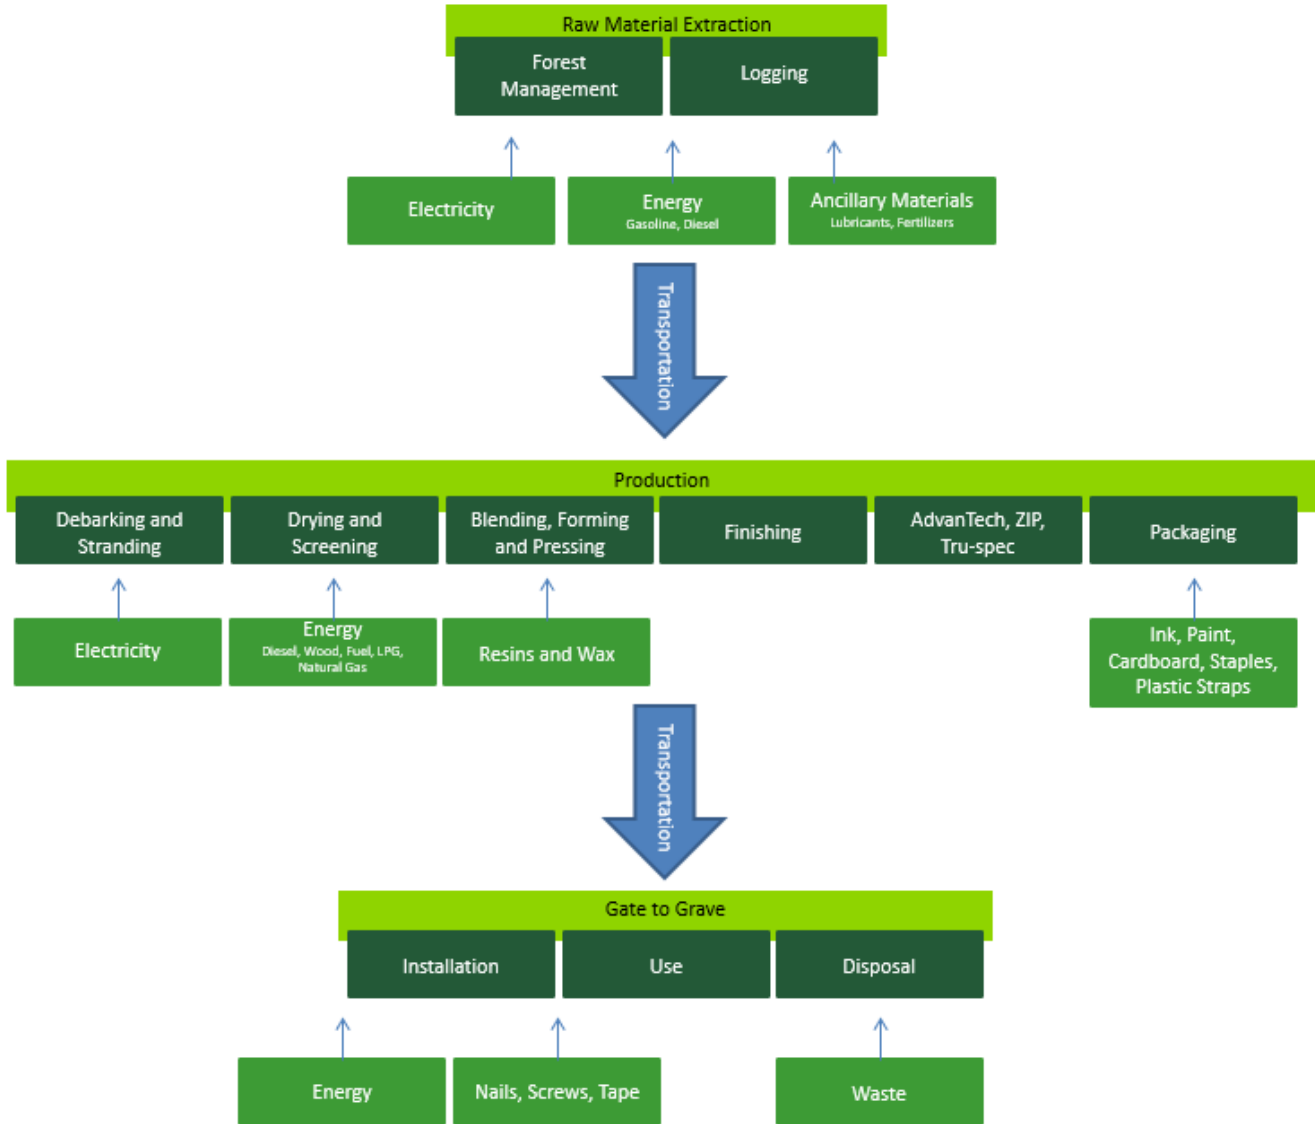 Raw Material Extraction
Forest
Management
Logging
Electricity
Energy
Gasoline, Diesel
Ancillary Materials
Lubricants, Fertilizers
Transportation
Production
Debarking and
Stranding
Drying and
Screening
Blending, Forming
and Pressing
Finishing
AdvanTech, ZIP,
Tru-spec
Packaging
Electricity
Energy
Diesel, Wood, Fuel, LPG,
Natural Gas
Resins and Wax
Ink, Paint,
Cardboard, Staples,
Plastic Straps
Transportation
Gate to Grave
Installation
Use
Disposal
Energy
Nails, Screws, Tape
Waste